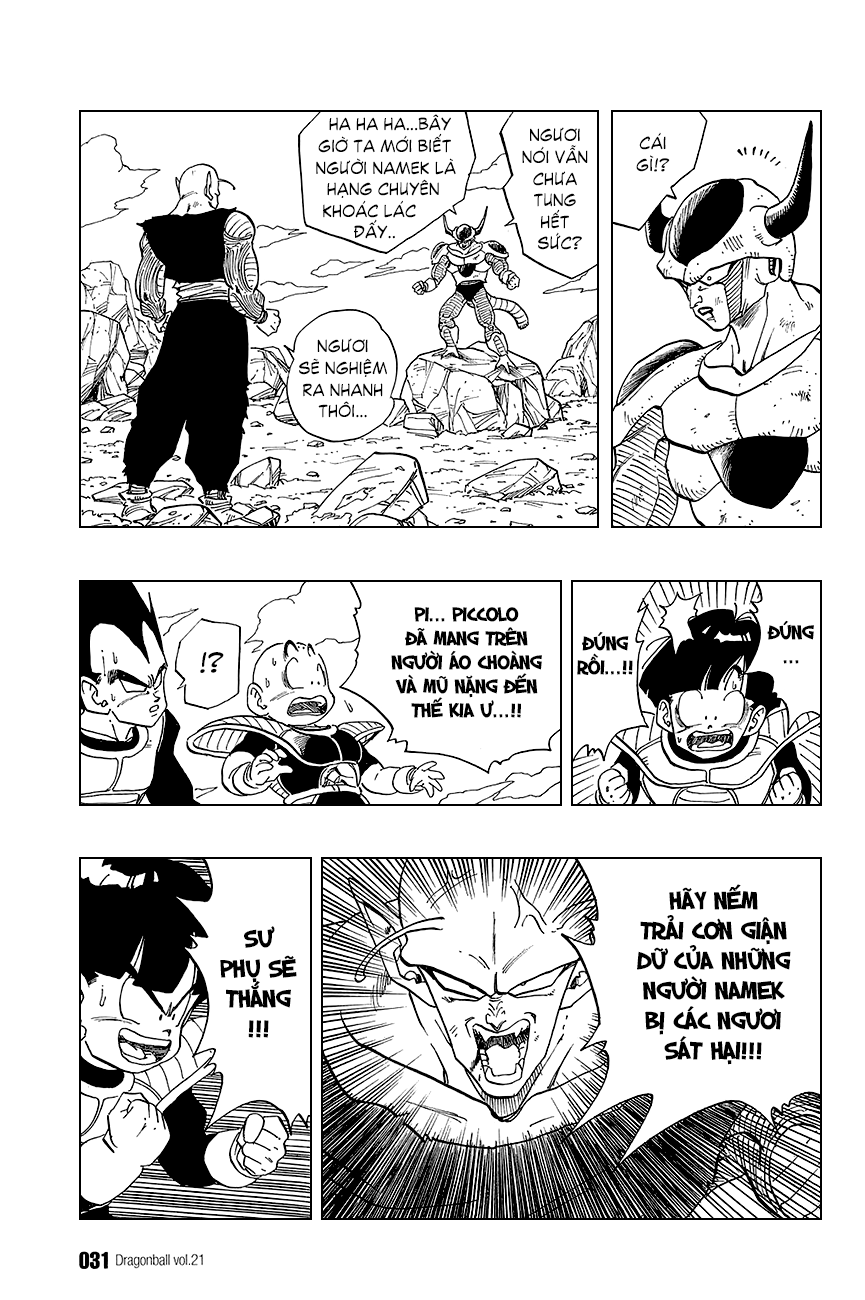 CÁI
GÌ!?
NGƯƠI
NÓI VẪN
CHƯA
TUNG
HẾT
SỨC?
HA HA HA...BÂY
GIỜ TA MỚI BIẾT
NGƯỜI NAMEK LÀ
HẠNG CHUYÊN
KHOÁC LÁC
ĐẤY..
NGƯƠI
SẼ NGHIỆM
RA NHANH
THÔI...
ĐÚNG
...
ĐÚNG
RỒI...!!
PI... PICCOLO
ĐÃ MANG TRÊN
NGƯỜI ÁO CHOÀNG
VÀ MŨ NẶNG ĐẾN
THẾ KIA Ư...!!
!?
HÃY NẾM
TRẢI CƠN GIẬN
DỮ CỦA NHỮNG
NGƯỜI NAMEK
BỊ CÁC NGƯƠI
SÁT HẠI!!!
SƯ
PHỤ SẼ
THẮNG
!!!
031 Dragonball vol.21